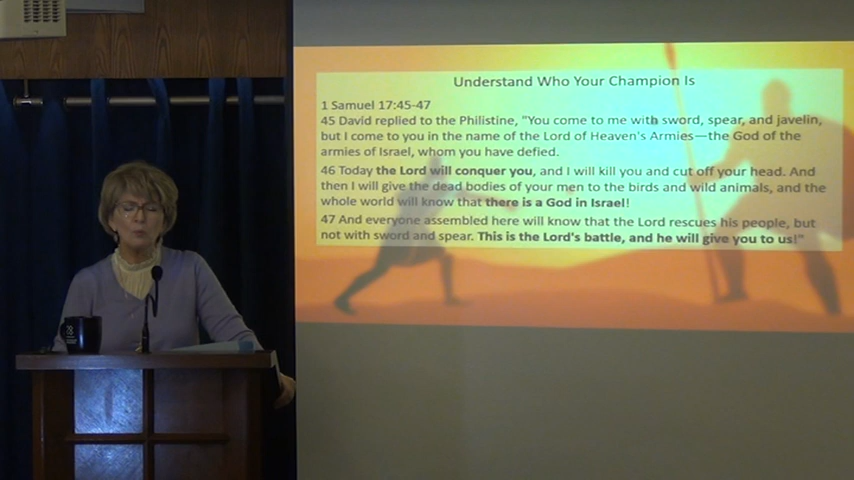 Understand Who Your Champion Is
1 Samuel 17:45-47
45 David replied to the Philistine, "You come to me with sword, spear, and javelin,
but I come to you in the name of the Lord of Heaven's Armies—the God of the
armies of Israel, whom you have defied.
46 Today the Lord will conquer you, and I will kill you and cut off your head. And
then I will give the dead bodies of your men to the birds and wild animals, and the
whole world will know that there is a God in Israel!
47 And everyone assembled here will know that the Lord rescues his people, but
not with sword and spear. This is the Lord's battle, and he will give you to us!"